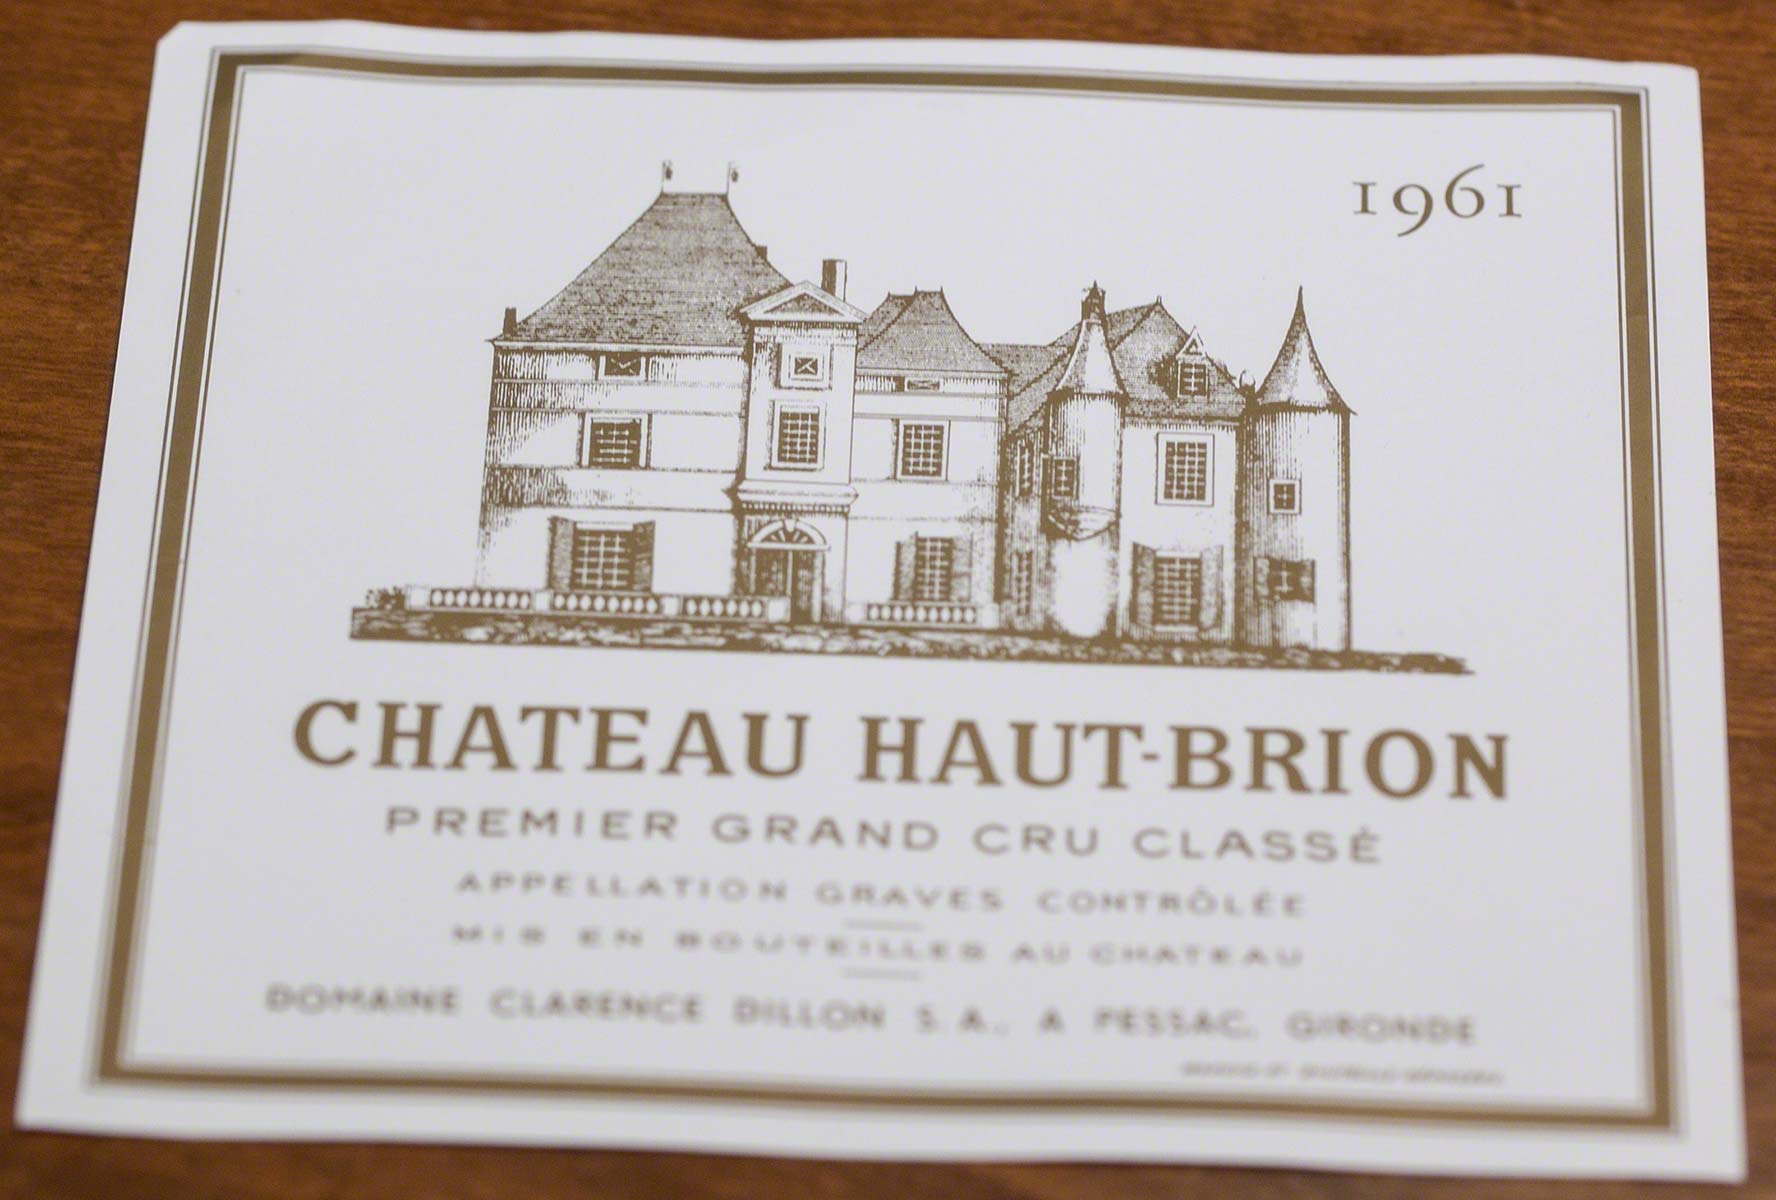 1961
CHATEAU HAUT-BRION
PREMIER GRAND CRU CLASSÉ
APPELLATION GRAVES CONTRÔLÉE
MIS EN BOUTEILLES AU CHATEAU
DOMAINE CLARENCE DILLON S.A., A PESSAC, GIRONDE